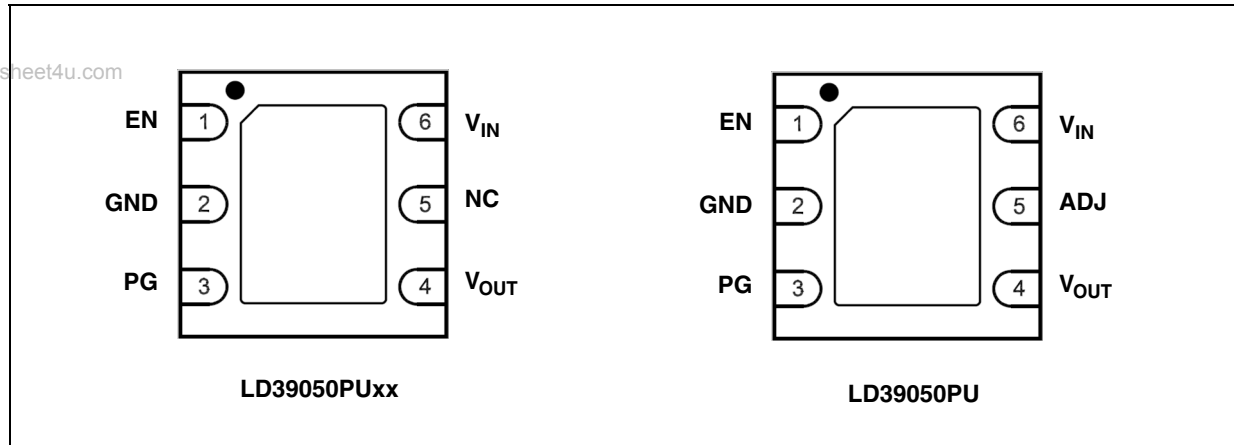 sheet4u.com
EN 1 6 VIN
GND 2 5 NC
PG 3 4 VOUT
LD39050PUxx
EN 1 6 VIN
GND 2 5 ADJ
PG 3 4 VOUT
LD39050PU